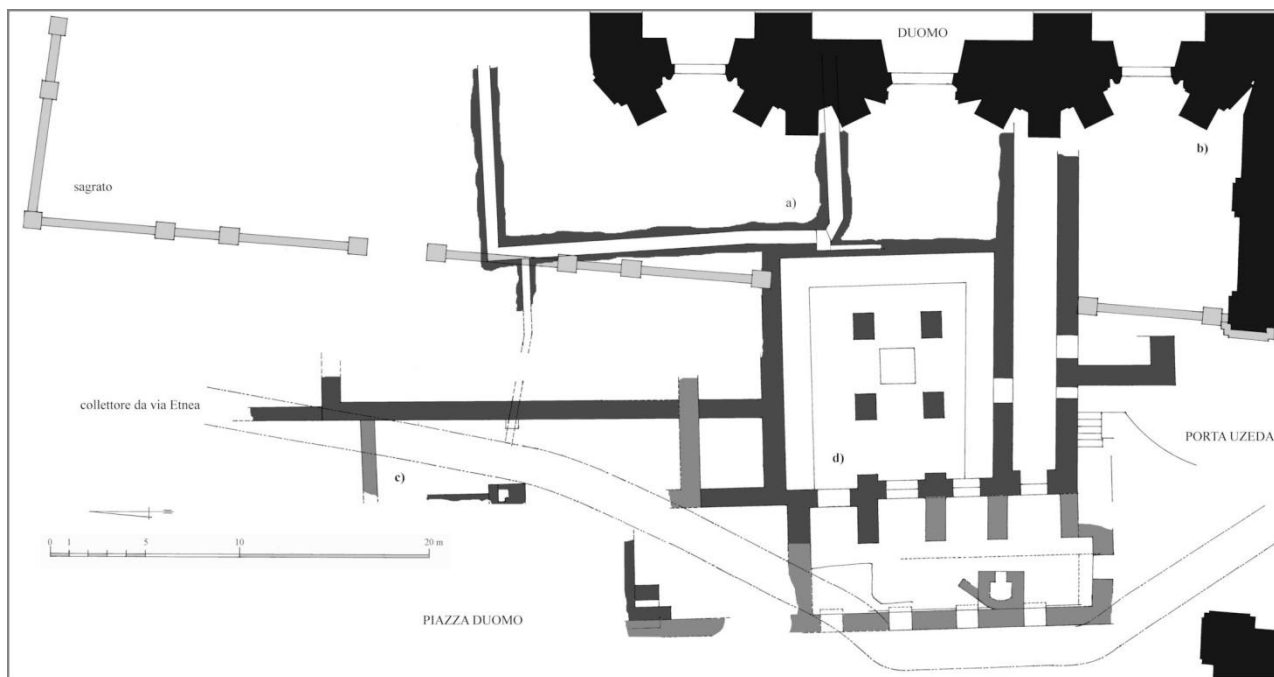 DUOMO
b)
sagrato
a)
collettore da via Etnea
PORTA UZEDA
d)
c)
0 1 5 10 20 m
PIAZZA DUOMO